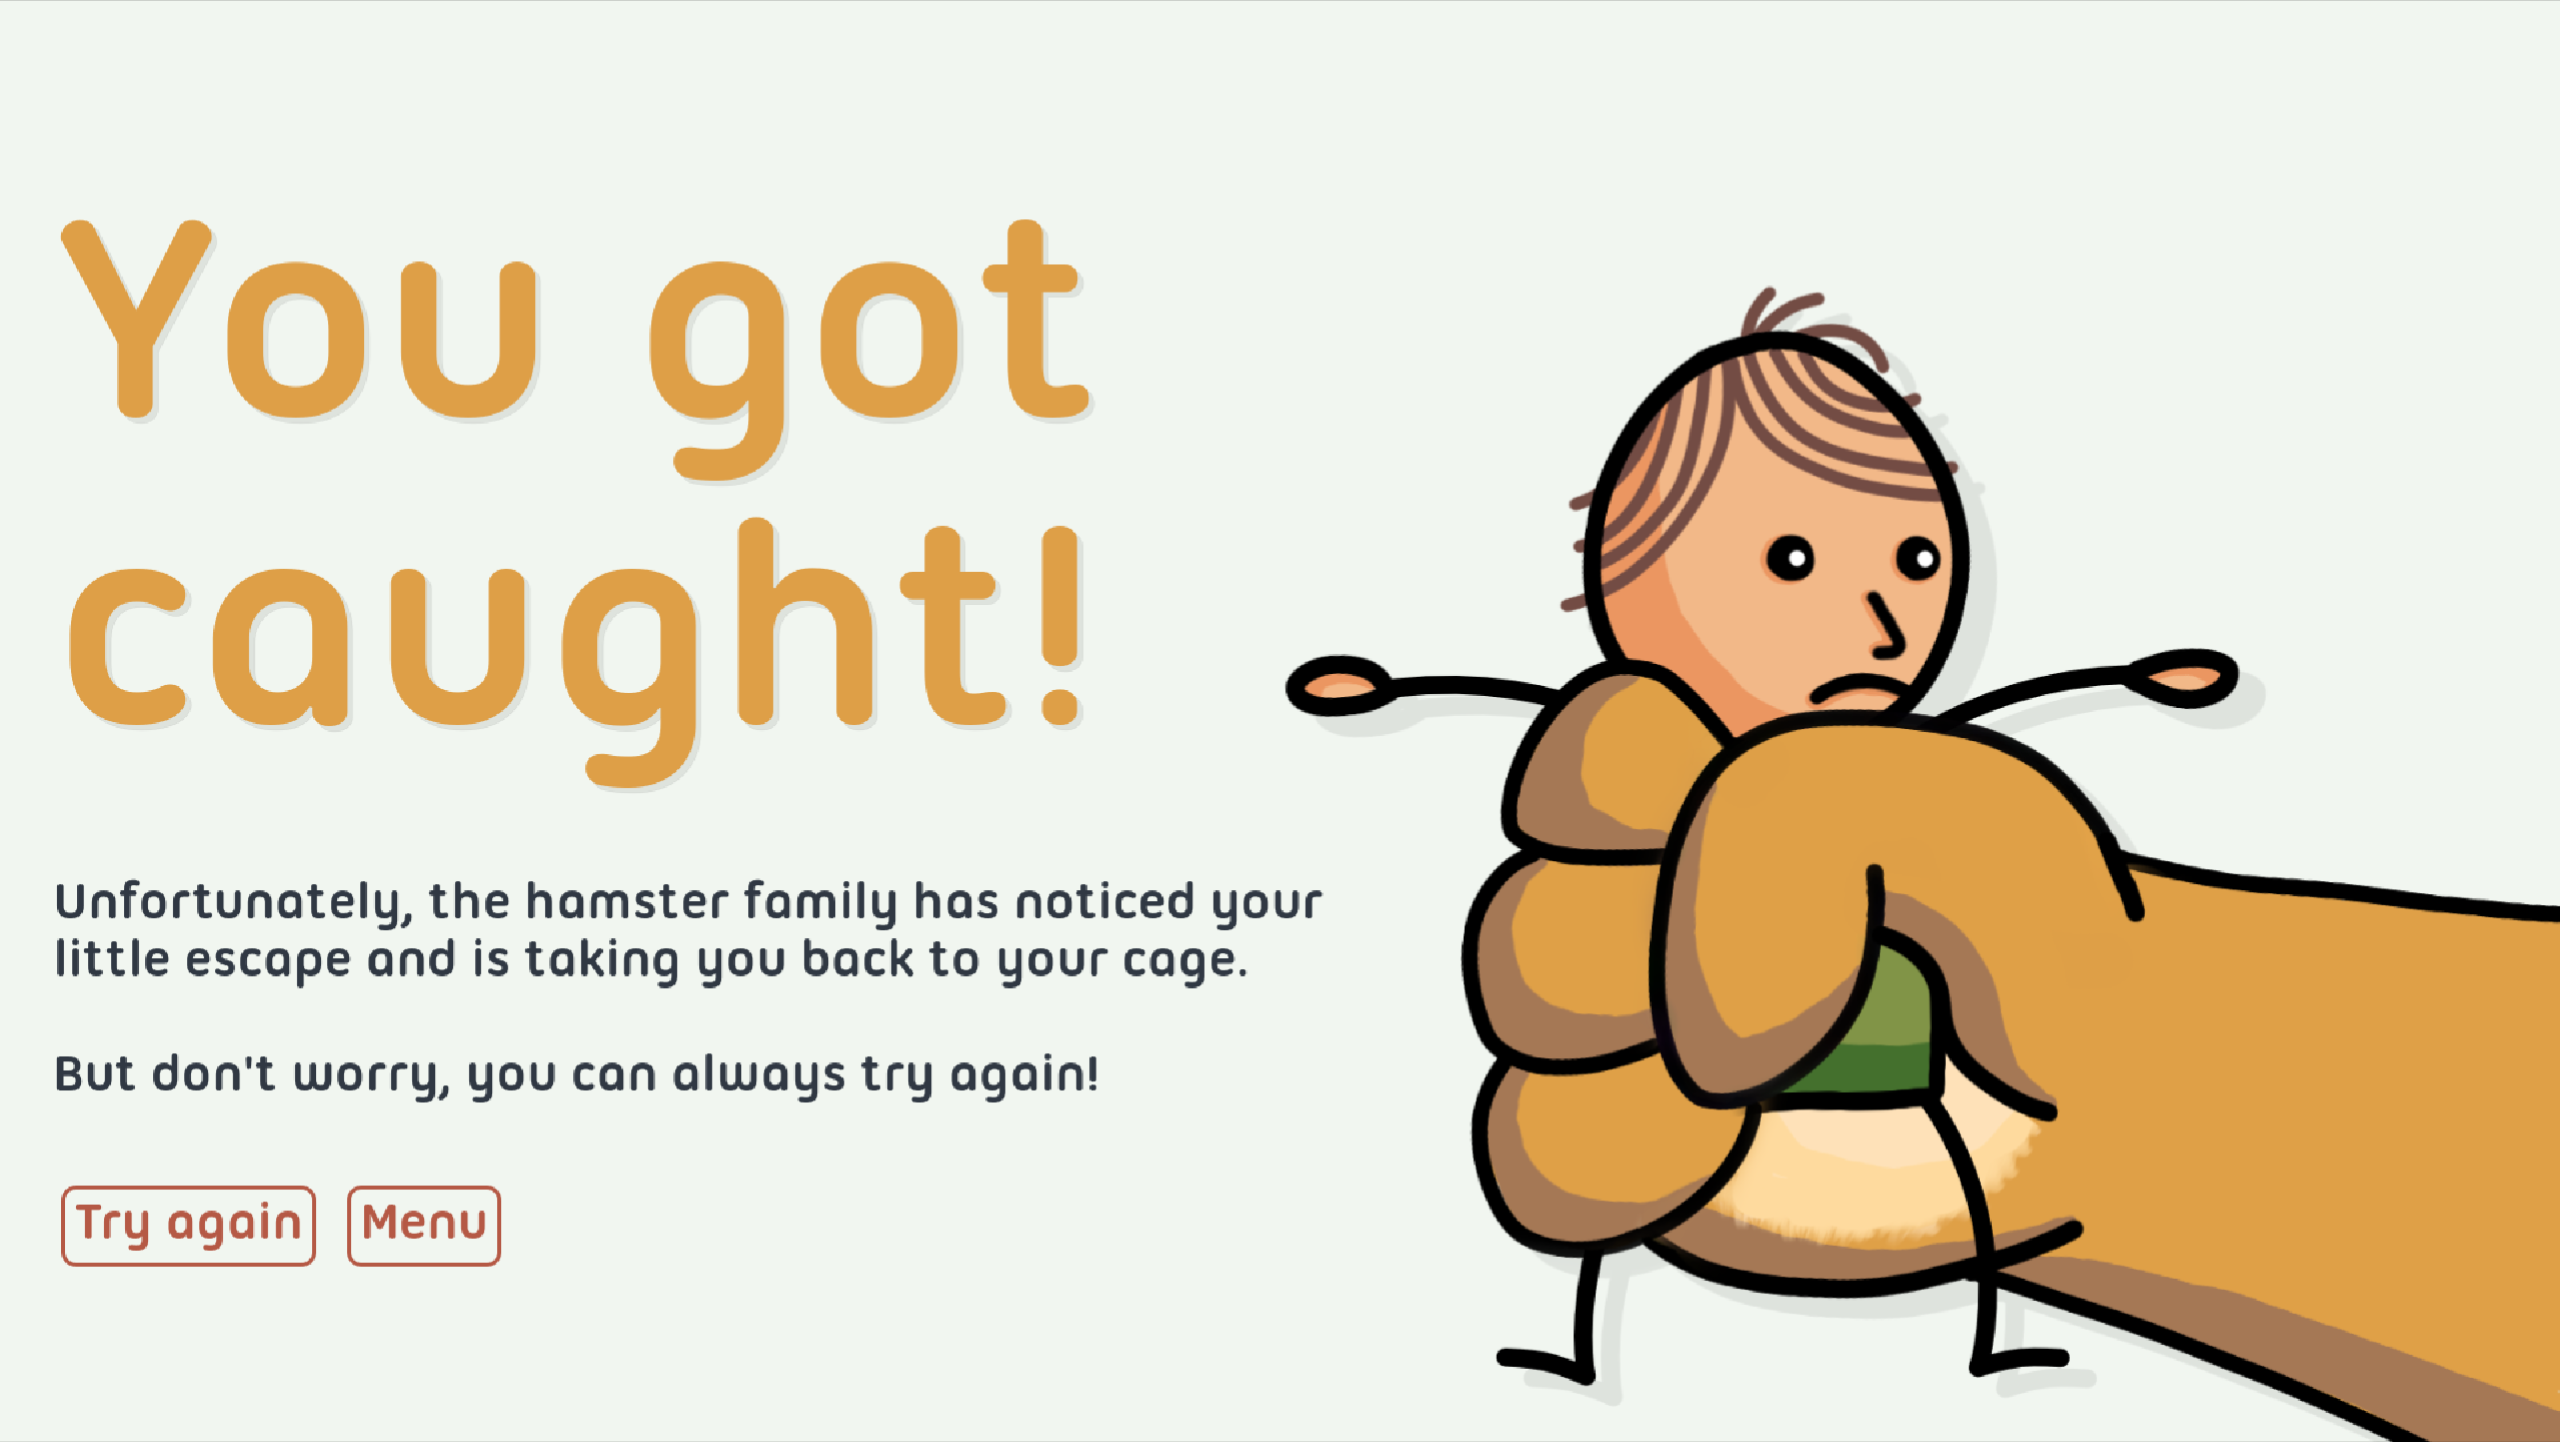 You got
caught!
Unfortunately, the hamster family has noticed your
little escape and is taking you back to your cage.
But don't worry, you can always try again!
Try again
Menu